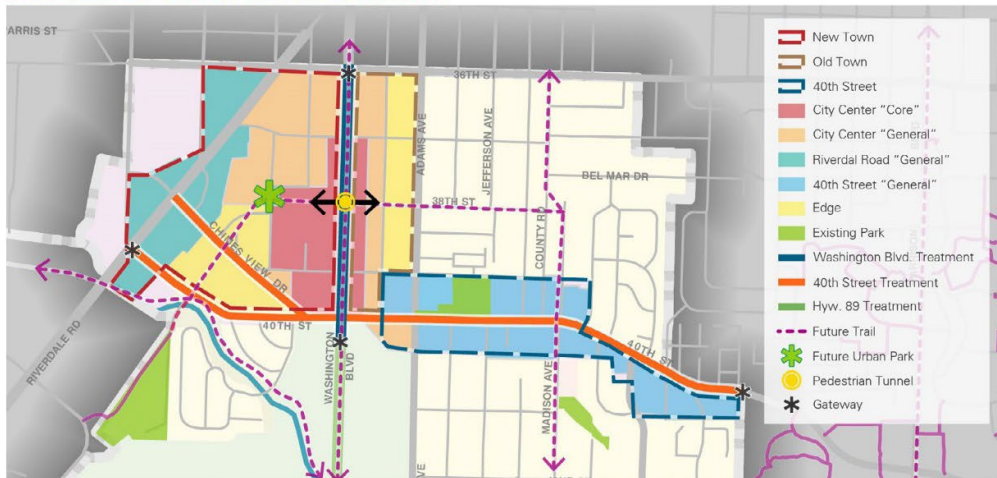 ARRIS ST
36TH ST
ADAMS AVE
JEFFERSON AVE
BEL MAR DR
38TH ST
COUNTY RD
CHIMES VIEW DR
40TH ST
WASHINGTON
BLVD
RIVERDALE RD
MADISON AVE
40TH ST
VE
New Town
Old Town
40th Street
City Center "Core"
City Center "General"
Riverdal Road "General"
40th Street "General"
Edge
Existing Park
Washington Blvd. Treatment
40th Street Treatment
Hyw. 89 Treatment
Future Trail
Future Urban Park
Pedestrian Tunnel
Gateway